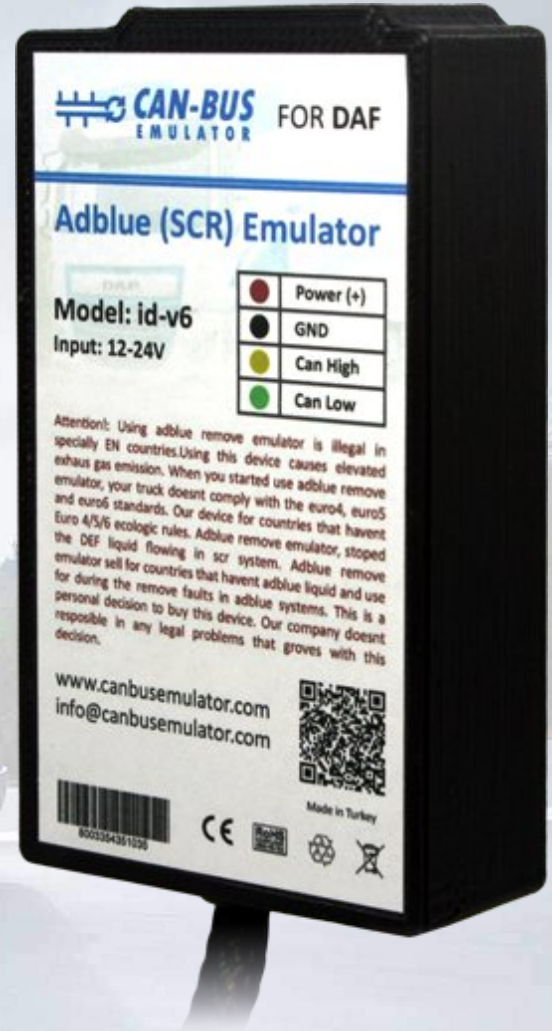 CAN-BUS
EMULATOR
FOR DAF
Adblue (SCR) Emulator
Model: id-v6
Input: 12-24V
Power (+)
GND
Can High
Can Low
Attention!: Using adblue remove emulator is illegal in
specially EN countries.Using this device causes elevated
exhaus gas emission. When you started use adblue remove
emulator, your truck doesnt comply with the euro4, euro5
and euro6 standards. Our device for countries that havent
Euro 4/5/6 ecologic rules. Adblue remove emulator, stoped
the DEF liquid flowing in scr system. Adblue remove
emulator sell for countries that havent adblue liquid and use
for during the remove faults in adblue systems. This is a
personal decision to buy this device. Our company doesnt
resposible in any legal problems that groves with this
decision.
www.canbusemulator.com
info@canbusemulator.com
Made in Turkey
CE
RoHS